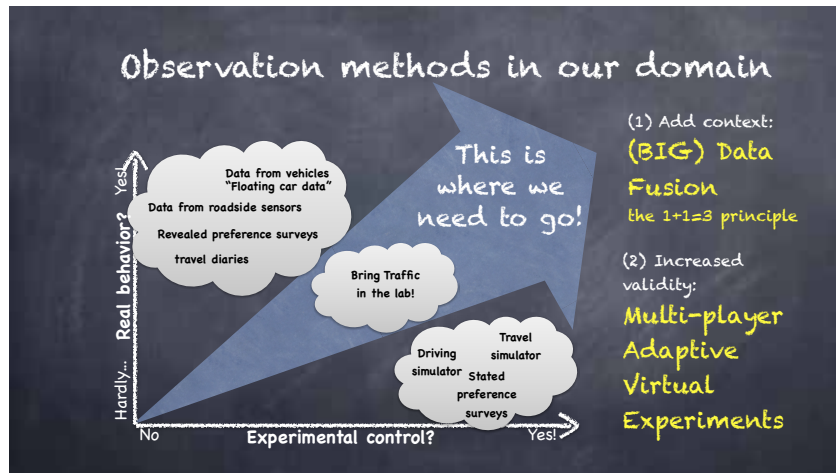 Observation methods in our domain
Yes!
Real behavior?
Hardly...
Data from vehicles
"Floating car data"
Data from roadside sensors
Revealed preference surveys
travel diaries
This is
where we
need to go!
Bring Traffic
in the lab!
Travel
simulator
Driving
simulator
Stated
preference
surveys
No
Experimental control?
Yes!
(1) Add context:
(BIG) Data
Fusion
the 1+1=3 principle
(2) Increased
validity:
Multi-player
Adaptive
Virtual
Experiments